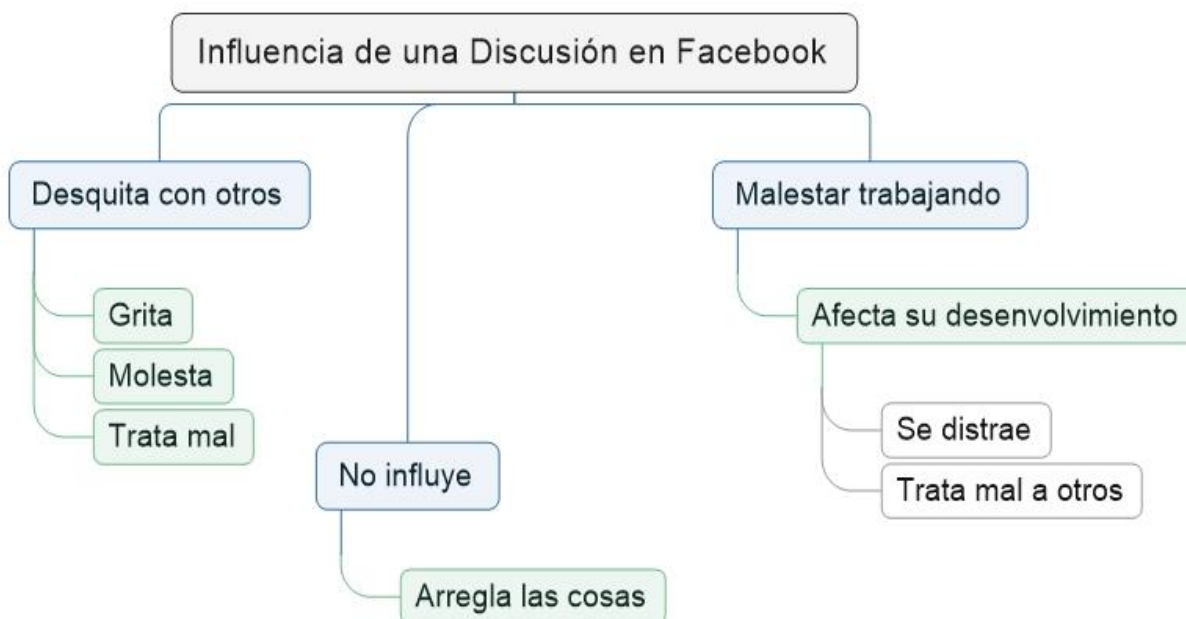 Influencia de una Discusión en Facebook
Desquita con otros
Grita
Molesta
Trata mal
No influye
Arregla las cosas
Malestar trabajando
Afecta su desenvolvimiento
Se distrae
Trata mal a otros